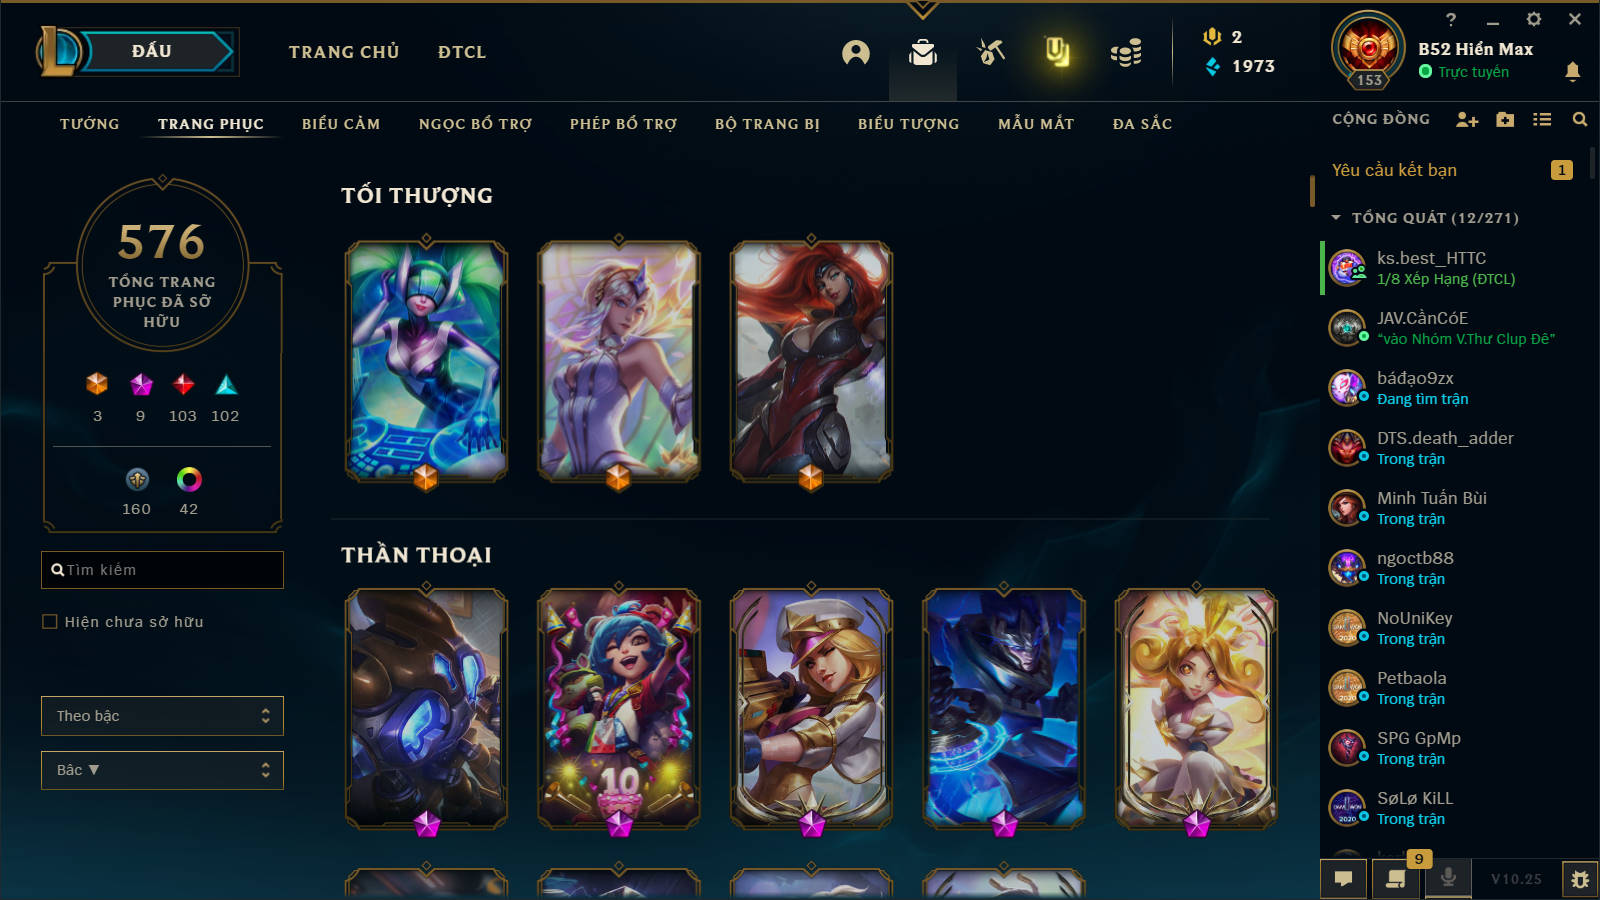 ĐẤU
TRANG CHỦ
ĐTCL
2
1973
?
153
B52 Hiền Max
Trực tuyến
TƯỚNG
TRANG PHỤC
BIỂU CẢM
NGỌC BỔ TRỢ
PHÉP BỔ TRỢ
BỘ TRANG BỊ
BIỂU TƯỢNG
MẪU MẮT
ĐA SẮC
576
TỔNG TRANG
PHỤC ĐÃ SỞ
HỮU
3
9
103
102
160
42
Tìm kiếm
Hiện chưa sở hữu
Theo bậc
Bậc ▼
TỐI THƯỢNG
THẦN THOẠI
10
CỘNG ĐỒNG
Yêu cầu kết bạn
1
TỔNG QUÁT (12/271)
ks.best_HTTC
1/8 Xếp Hạng (ĐTCL)
JAV.CầnCóE
“vào Nhóm V.Thư Clup Đê”
báđạo9zx
Đang tìm trận
DTS.death_adder
Trong trận
Minh Tuấn Bùi
Trong trận
ngoctb88
Trong trận
NoUniKey
Trong trận
2020
Petbaola
Trong trận
2020
SPG GpMp
Trong trận
SøLø KiLL
Trong trận
2020
9
V10.25